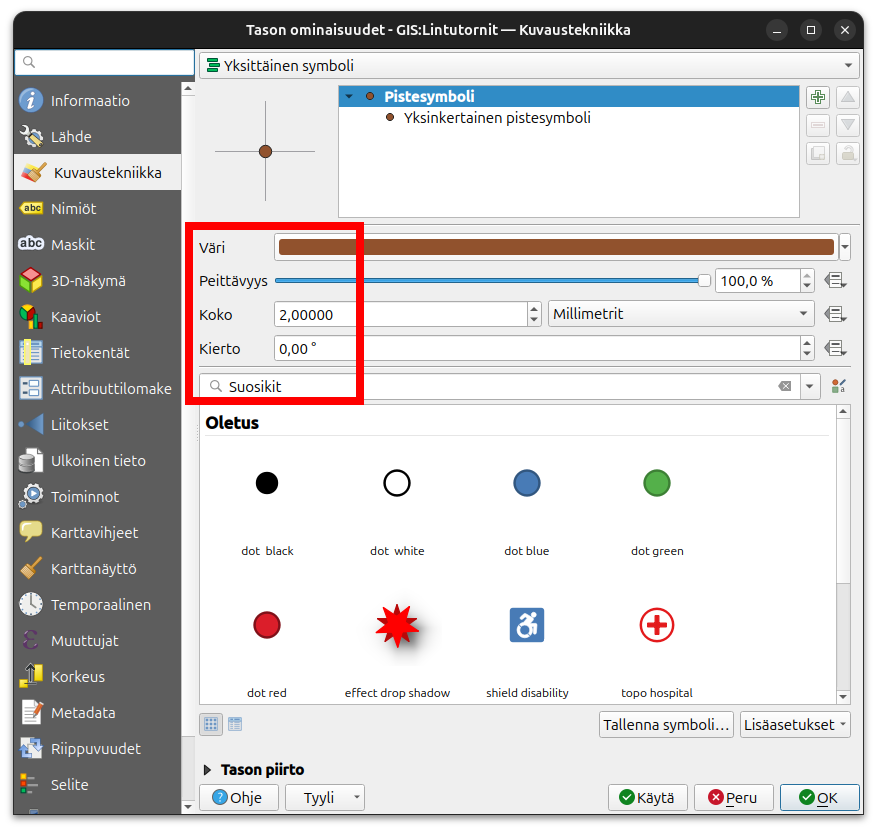 Tason ominaisuudet - GIS:Lintutornit — Kuvaustekniikka
Informaatio
Lähde
Kuvaustekniikka
abc Nimiöt
abc Maskit
3D-näkymä
Kaaviot
Tietokentät
Attribuuttilomake
Liitokset
Ulkoinen tieto
Toiminnot
Karttavihjeet
Karttanäyttö
Temporaalinen
Muuttujat
Korkeus
Metadata
Riippuvuudet
Selite
Yksittäinen symboli
Pistesymboli
Yksinkertainen pistesymboli
Väri
Peittävyys 100,0 %
Koko 2,00000 Millimetrit
Kierto 0,00 °
Suosikit
Oletus
dot black dot white dot blue dot green
dot red effect drop shadow shield disability topo hospital
Tallenna symboli… Lisäasetukset
Tason piirto
Ohje Tyyli Käytä Peru OK